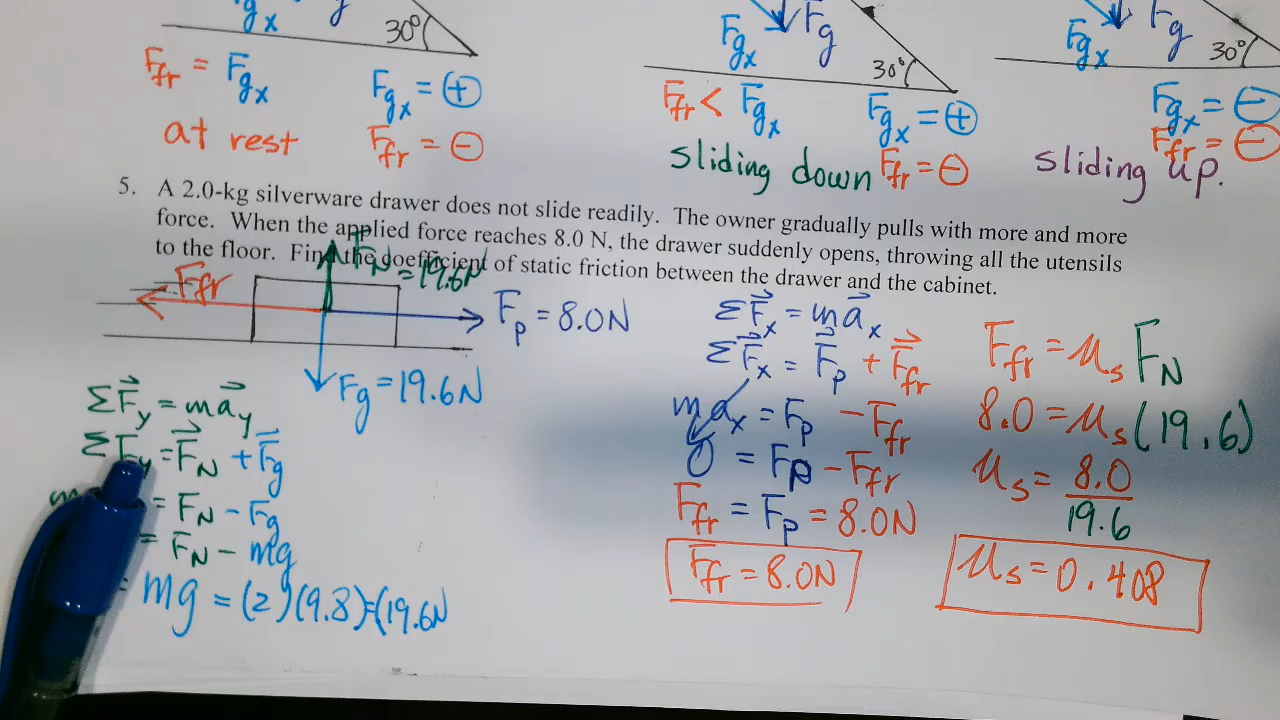 gx g 30°
Fgx Fg 30°
Fgx Fg 30°
Ffr = Fgx Fgx = ⊕
at rest Ffr = ⊖
Ffr < Fgx Fgx = ⊕
sliding down Ffr = ⊖
Fgx = ⊖
Ffr = ⊖
sliding up.
5. A 2.0-kg silverware drawer does not slide readily. The owner gradually pulls with more and more
force. When the applied force reaches 8.0 N, the drawer suddenly opens, throwing all the utensils
to the floor. Find the coefficient of static friction between the drawer and the cabinet.
FN = 19.6N
Ffr
Fp = 8.0N
Fg = 19.6N
ΣFy = may
ΣFy = FN + Fg
m = FN - Fg
= FN - mg
= mg = (2)(9.8) = (19.6N
ΣFx = max
ΣFx = Fp + Ffr
max = Fp - Ffr
0 = Fp - Ffr
Ffr = Fp = 8.0N
Ffr = 8.0N
Ffr = μs FN
8.0 = μs (19.6)
μs = 8.0
19.6
μs = 0.408